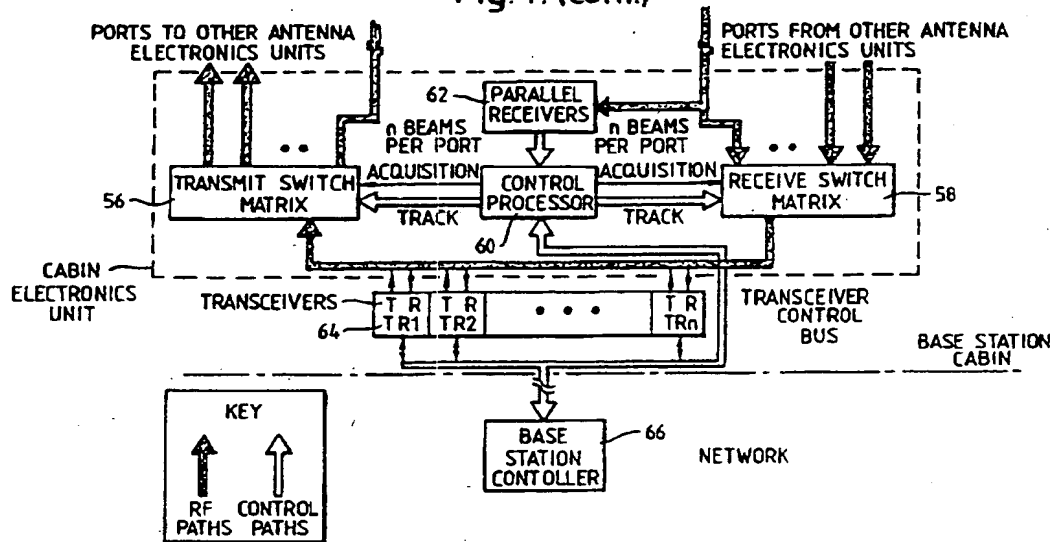 Fig. 1. (cont.)
PORTS TO OTHER ANTENNA
ELECTRONICS UNITS
PORTS FROM OTHER ANTENNA
ELECTRONICS UNITS
62
PARALLEL
RECEIVERS
n BEAMS
PER PORT
n BEAMS
PER PORT
56
TRANSMIT SWITCH
MATRIX
ACQUISITION
TRACK
CONTROL
PROCESSOR
60
ACQUISITION
TRACK
RECEIVE SWITCH
MATRIX
58
CABIN
ELECTRONICS
UNIT
TRANSCEIVERS
64
T R
TR1
T R
TR2
T R
TRn
TRANSCEIVER
CONTROL
BUS
BASE STATION
CABIN
KEY
RF
PATHS
CONTROL
PATHS
BASE
STATION
CONTOLLER
66
NETWORK